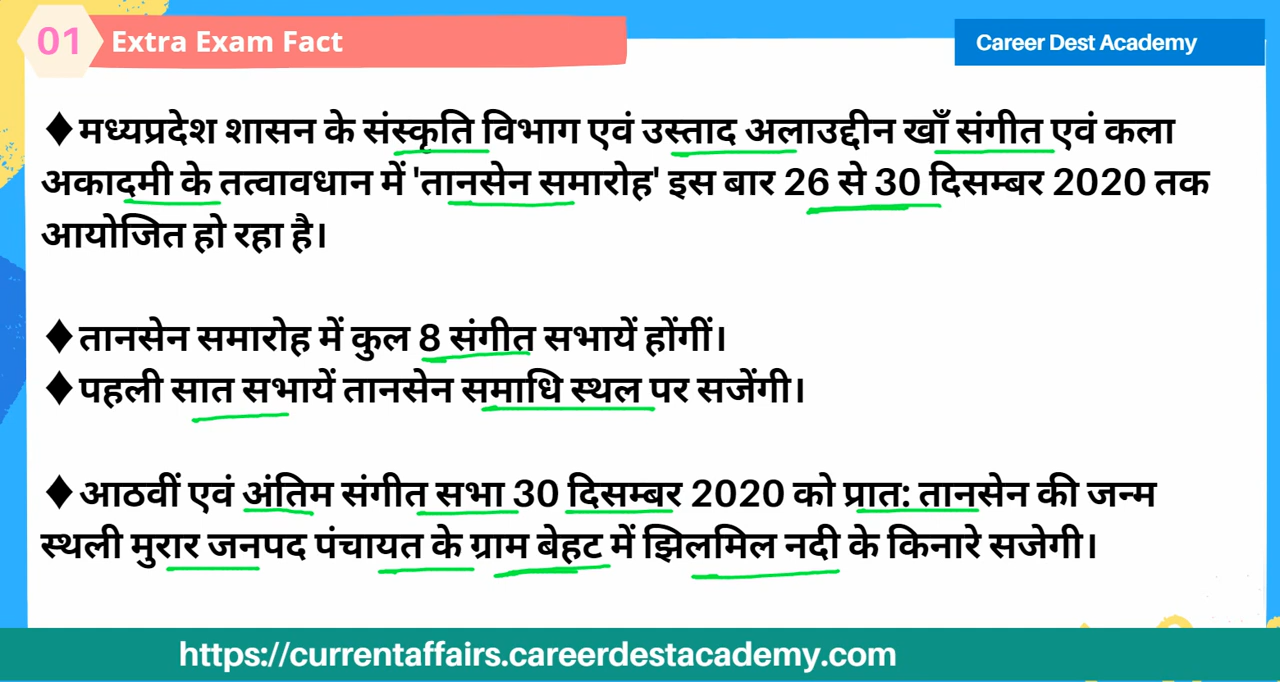 01 Extra Exam Fact
Career Dest Academy
♦मध्यप्रदेश शासन के संस्कृति विभाग एवं उस्ताद अलाउद्दीन खाँ संगीत एवं कला
अकादमी के तत्वावधान में 'तानसेन समारोह' इस बार 26 से 30 दिसम्बर 2020 तक
आयोजित हो रहा है।
♦तानसेन समारोह में कुल 8 संगीत सभायें होंगीं।
♦पहली सात सभायें तानसेन समाधि स्थल पर सजेंगी।
♦आठवीं एवं अंतिम संगीत सभा 30 दिसम्बर 2020 को प्रात: तानसेन की जन्म
स्थली मुरार जनपद पंचायत के ग्राम बेहट में झिलमिल नदी के किनारे सजेगी।
https://currentaffairs.careerdestacademy.com